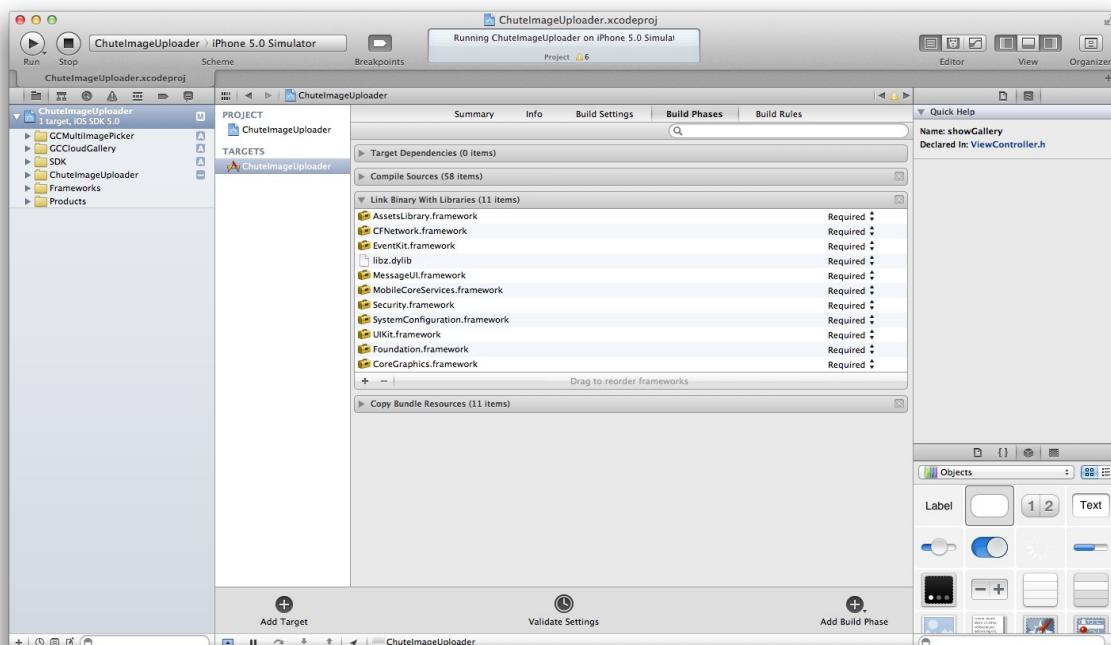 ChuteImageUploader.xcodeproj
Run
Stop
ChuteImageUploader
iPhone 5.0 Simulator
Scheme
Breakpoints
Running ChuteImageUploader on iPhone 5.0 Simulat
Project 6
Editor
View
Organizer
ChuteImageUploader.xcodeproj
ChuteImageUploader
1 target, iOS SDK 5.0
M
GCMultiImagePicker
A
GCCloudGallery
A
SDK
A
ChuteImageUploader
Frameworks
Products
ChuteImageUploader
PROJECT
ChuteImageUploader
TARGETS
ChuteImageUploader
Summary
Info
Build Settings
Build Phases
Build Rules
Target Dependencies (0 items)
Compile Sources (58 items)
Link Binary With Libraries (11 items)
AssetsLibrary.framework Required
CFNetwork.framework Required
EventKit.framework Required
libz.dylib Required
MessageUI.framework Required
MobileCoreServices.framework Required
Security.framework Required
SystemConfiguration.framework Required
UIKit.framework Required
Foundation.framework Required
CoreGraphics.framework Required
Drag to reorder frameworks
Copy Bundle Resources (11 items)
Add Target
Validate Settings
Add Build Phase
ChuteImageUploader
Quick Help
Name: showGallery
Declared In: ViewController.h
{}
Objects
Label
1 2
Text